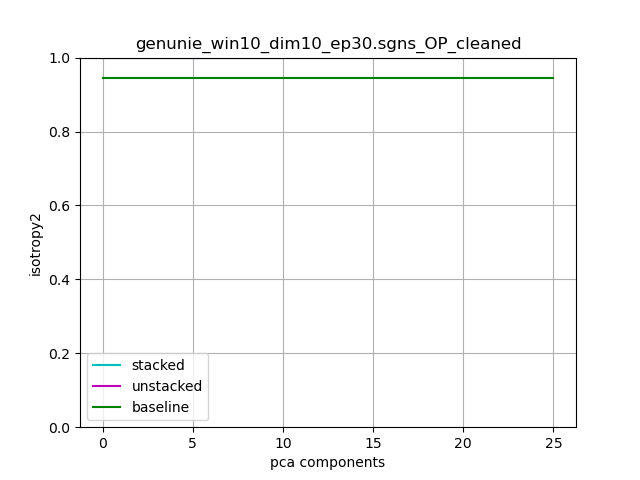 genunie_win10_dim10_ep30.sgns_OP_cleaned
1.0
0.8
0.6
0.4
0.2
0.0
isotropy2
stacked
unstacked
baseline
0 5 10 15 20 25
pca components